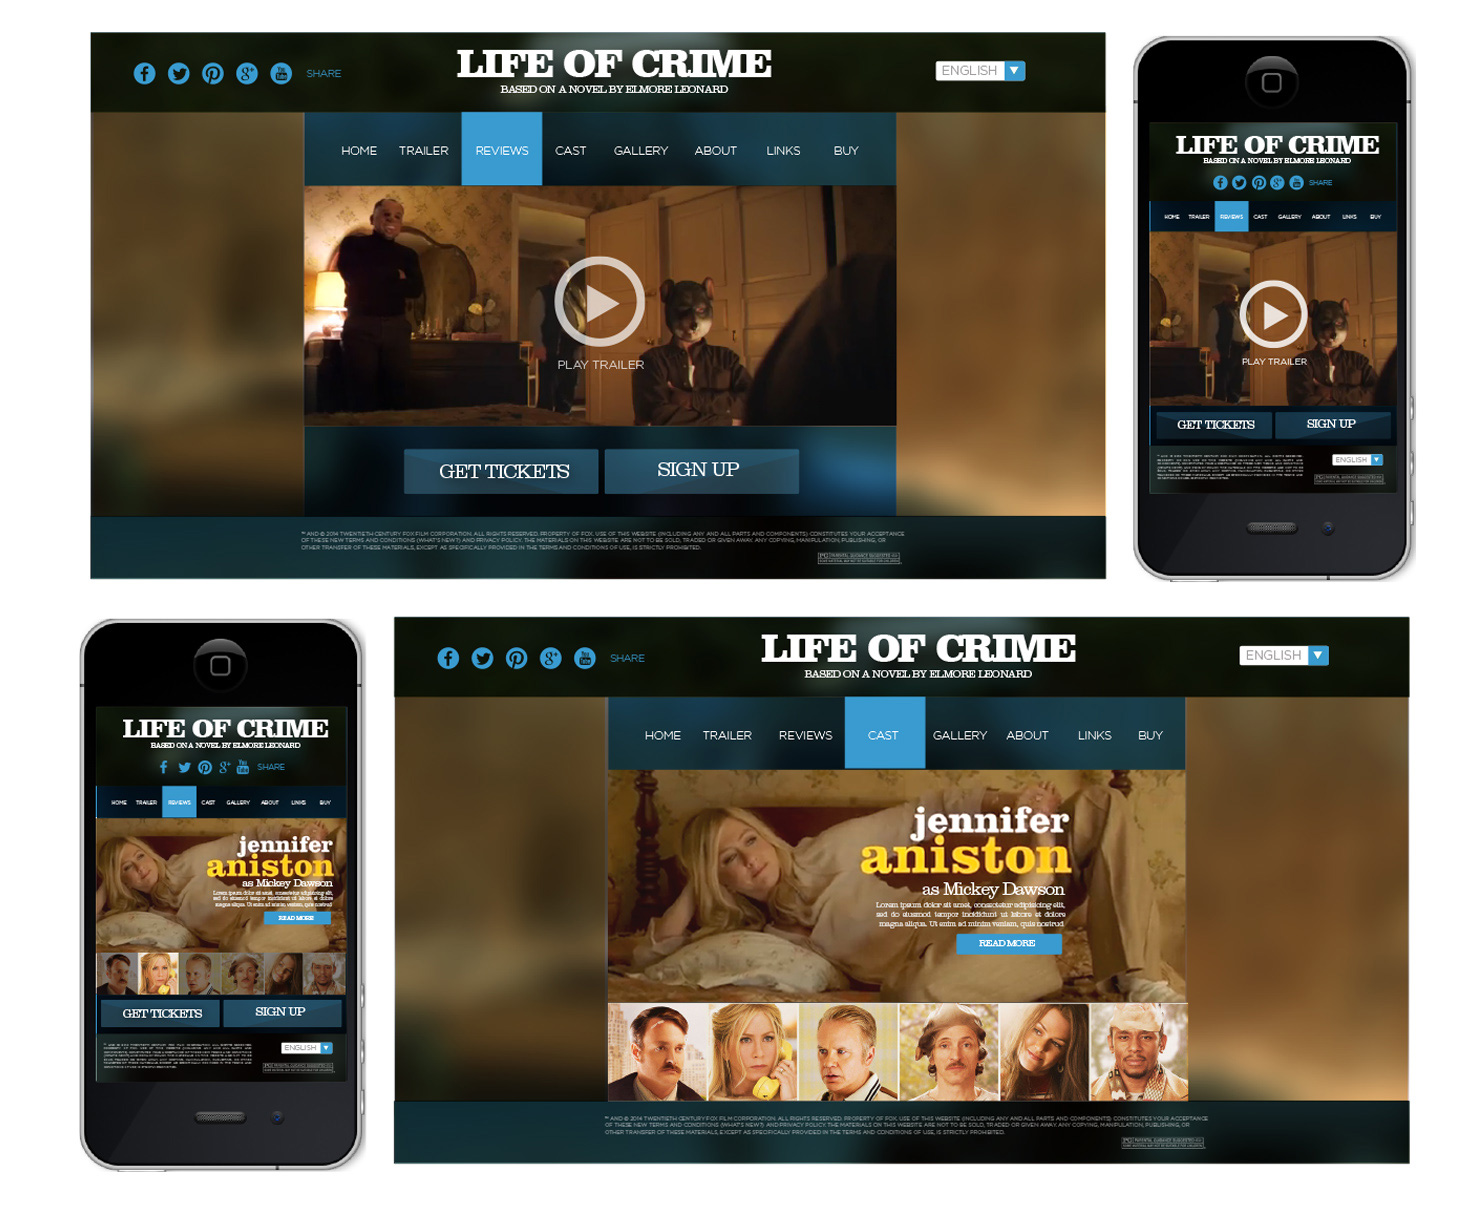 SHARE
LIFE OF CRIME
BASED ON A NOVEL BY ELMORE LEONARD
ENGLISH
HOME TRAILER REVIEWS CAST GALLERY ABOUT LINKS BUY
PLAY TRAILER
GET TICKETS SIGN UP
™ AND © 2014 TWENTIETH CENTURY FOX FILM CORPORATION. ALL RIGHTS RESERVED. PROPERTY OF FOX. USE OF THIS WEBSITE (INCLUDING ANY AND ALL PARTS AND COMPONENTS) CONSTITUTES YOUR ACCEPTANCE
OF THESE NEW TERMS AND CONDITIONS (WHAT'S NEW?) AND PRIVACY POLICY. THE MATERIALS ON THIS WEBSITE ARE NOT TO BE SOLD, TRADED OR GIVEN AWAY. ANY COPYING, MANIPULATION, PUBLISHING, OR
OTHER TRANSFER OF THESE MATERIALS, EXCEPT AS SPECIFICALLY PROVIDED IN THE TERMS AND CONDITIONS OF USE, IS STRICTLY PROHIBITED.
PG PARENTAL GUIDANCE SUGGESTED
LIFE OF CRIME
BASED ON A NOVEL BY ELMORE LEONARD
SHARE
HOME TRAILER REVIEWS CAST GALLERY ABOUT LINKS BUY
PLAY TRAILER
GET TICKETS SIGN UP
ENGLISH
LIFE OF CRIME
BASED ON A NOVEL BY ELMORE LEONARD
SHARE
HOME TRAILER REVIEWS CAST GALLERY ABOUT LINKS BUY
jennifer
aniston
as Mickey Dawson
Lorem ipsum dolor sit amet, consectetur adipisicing elit,
sed do eiusmod tempor incididunt ut labore et dolore
magna aliqua. Ut enim ad minim veniam, quis nostrud
READ MORE
GET TICKETS SIGN UP
ENGLISH
SHARE
LIFE OF CRIME
BASED ON A NOVEL BY ELMORE LEONARD
ENGLISH
HOME TRAILER REVIEWS CAST GALLERY ABOUT LINKS BUY
jennifer
aniston
as Mickey Dawson
Lorem ipsum dolor sit amet, consectetur adipisicing elit,
sed do eiusmod tempor incididunt ut labore et dolore
magna aliqua. Ut enim ad minim veniam, quis nostrud
READ MORE
™ AND © 2014 TWENTIETH CENTURY FOX FILM CORPORATION. ALL RIGHTS RESERVED. PROPERTY OF FOX. USE OF THIS WEBSITE (INCLUDING ANY AND ALL PARTS AND COMPONENTS) CONSTITUTES YOUR ACCEPTANCE
OF THESE NEW TERMS AND CONDITIONS (WHAT'S NEW?) AND PRIVACY POLICY. THE MATERIALS ON THIS WEBSITE ARE NOT TO BE SOLD, TRADED OR GIVEN AWAY. ANY COPYING, MANIPULATION, PUBLISHING, OR
OTHER TRANSFER OF THESE MATERIALS, EXCEPT AS SPECIFICALLY PROVIDED IN THE TERMS AND CONDITIONS OF USE, IS STRICTLY PROHIBITED.
PG PARENTAL GUIDANCE SUGGESTED